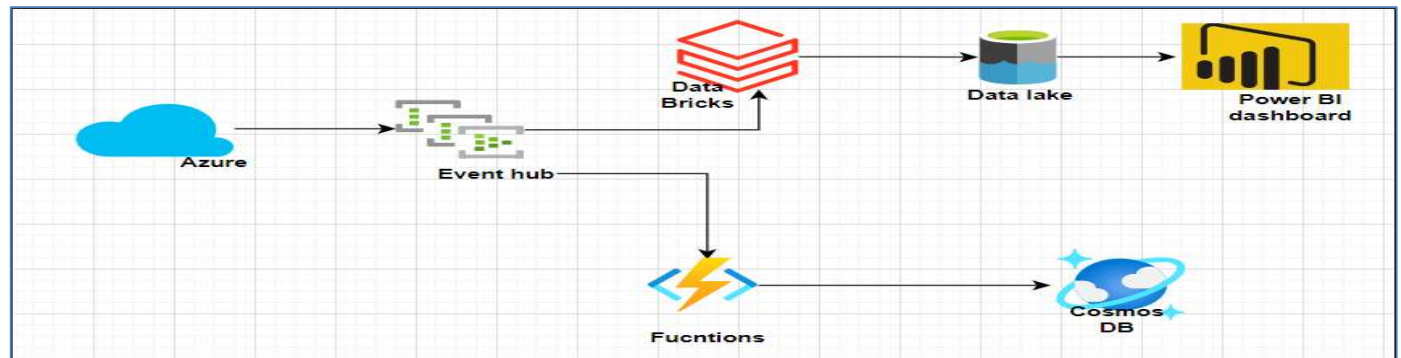 Data
Bricks
Data lake
Power BI
dashboard
Azure
Event hub
Fucntions
Cosmos
DB